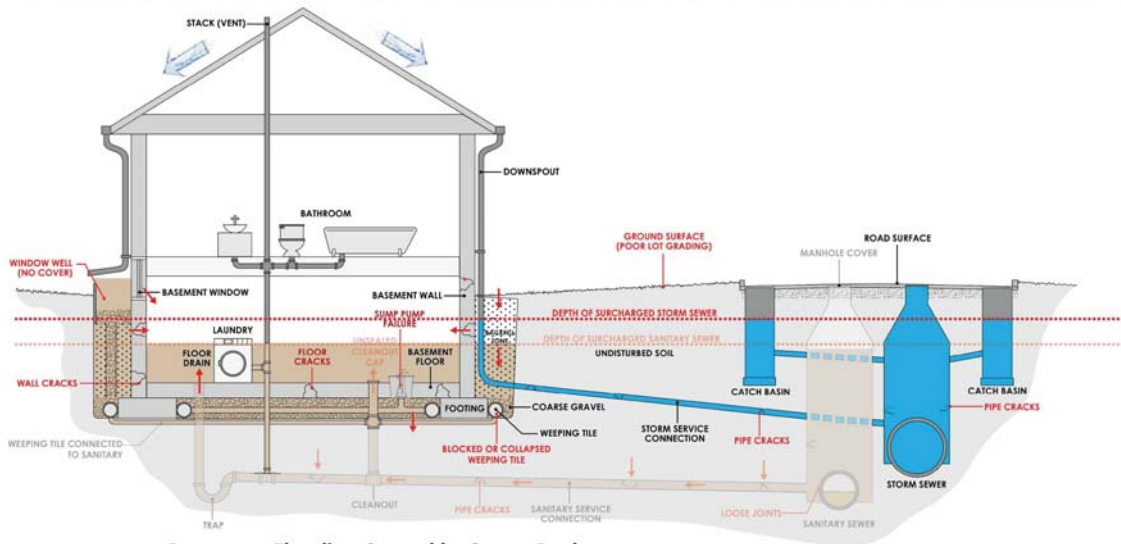 STACK (VENT)
DOWNSPOUT
BATHROOM
GROUND SURFACE
(POOR LOT GRADING)
ROAD SURFACE
MANHOLE COVER
WINDOW WELL
(NO COVER)
BASEMENT WINDOW
BASEMENT WALL
SUMP PUMP
FAILURE
DEPTH OF SURCHARGED STORM SEWER
LAUNDRY
UNSEALED
CLEANOUT
CAP
BACKFILL
ZONE
DEPTH OF SURCHARGED SANITARY SEWER
UNDISTURBED SOIL
FLOOR
DRAIN
FLOOR
CRACKS
BASEMENT
FLOOR
WALL CRACKS
CATCH BASIN
CATCH BASIN
FOOTING
COARSE GRAVEL
PIPE CRACKS
WEEPING TILE
STORM SERVICE
CONNECTION
PIPE CRACKS
WEEPING TILE CONNECTED
TO SANITARY
BLOCKED OR COLLAPSED
WEEPING TILE
STORM SEWER
CLEANOUT
PIPE CRACKS
SANITARY SERVICE
CONNECTION
LOOSE JOINTS
SANITARY SEWER
TRAP